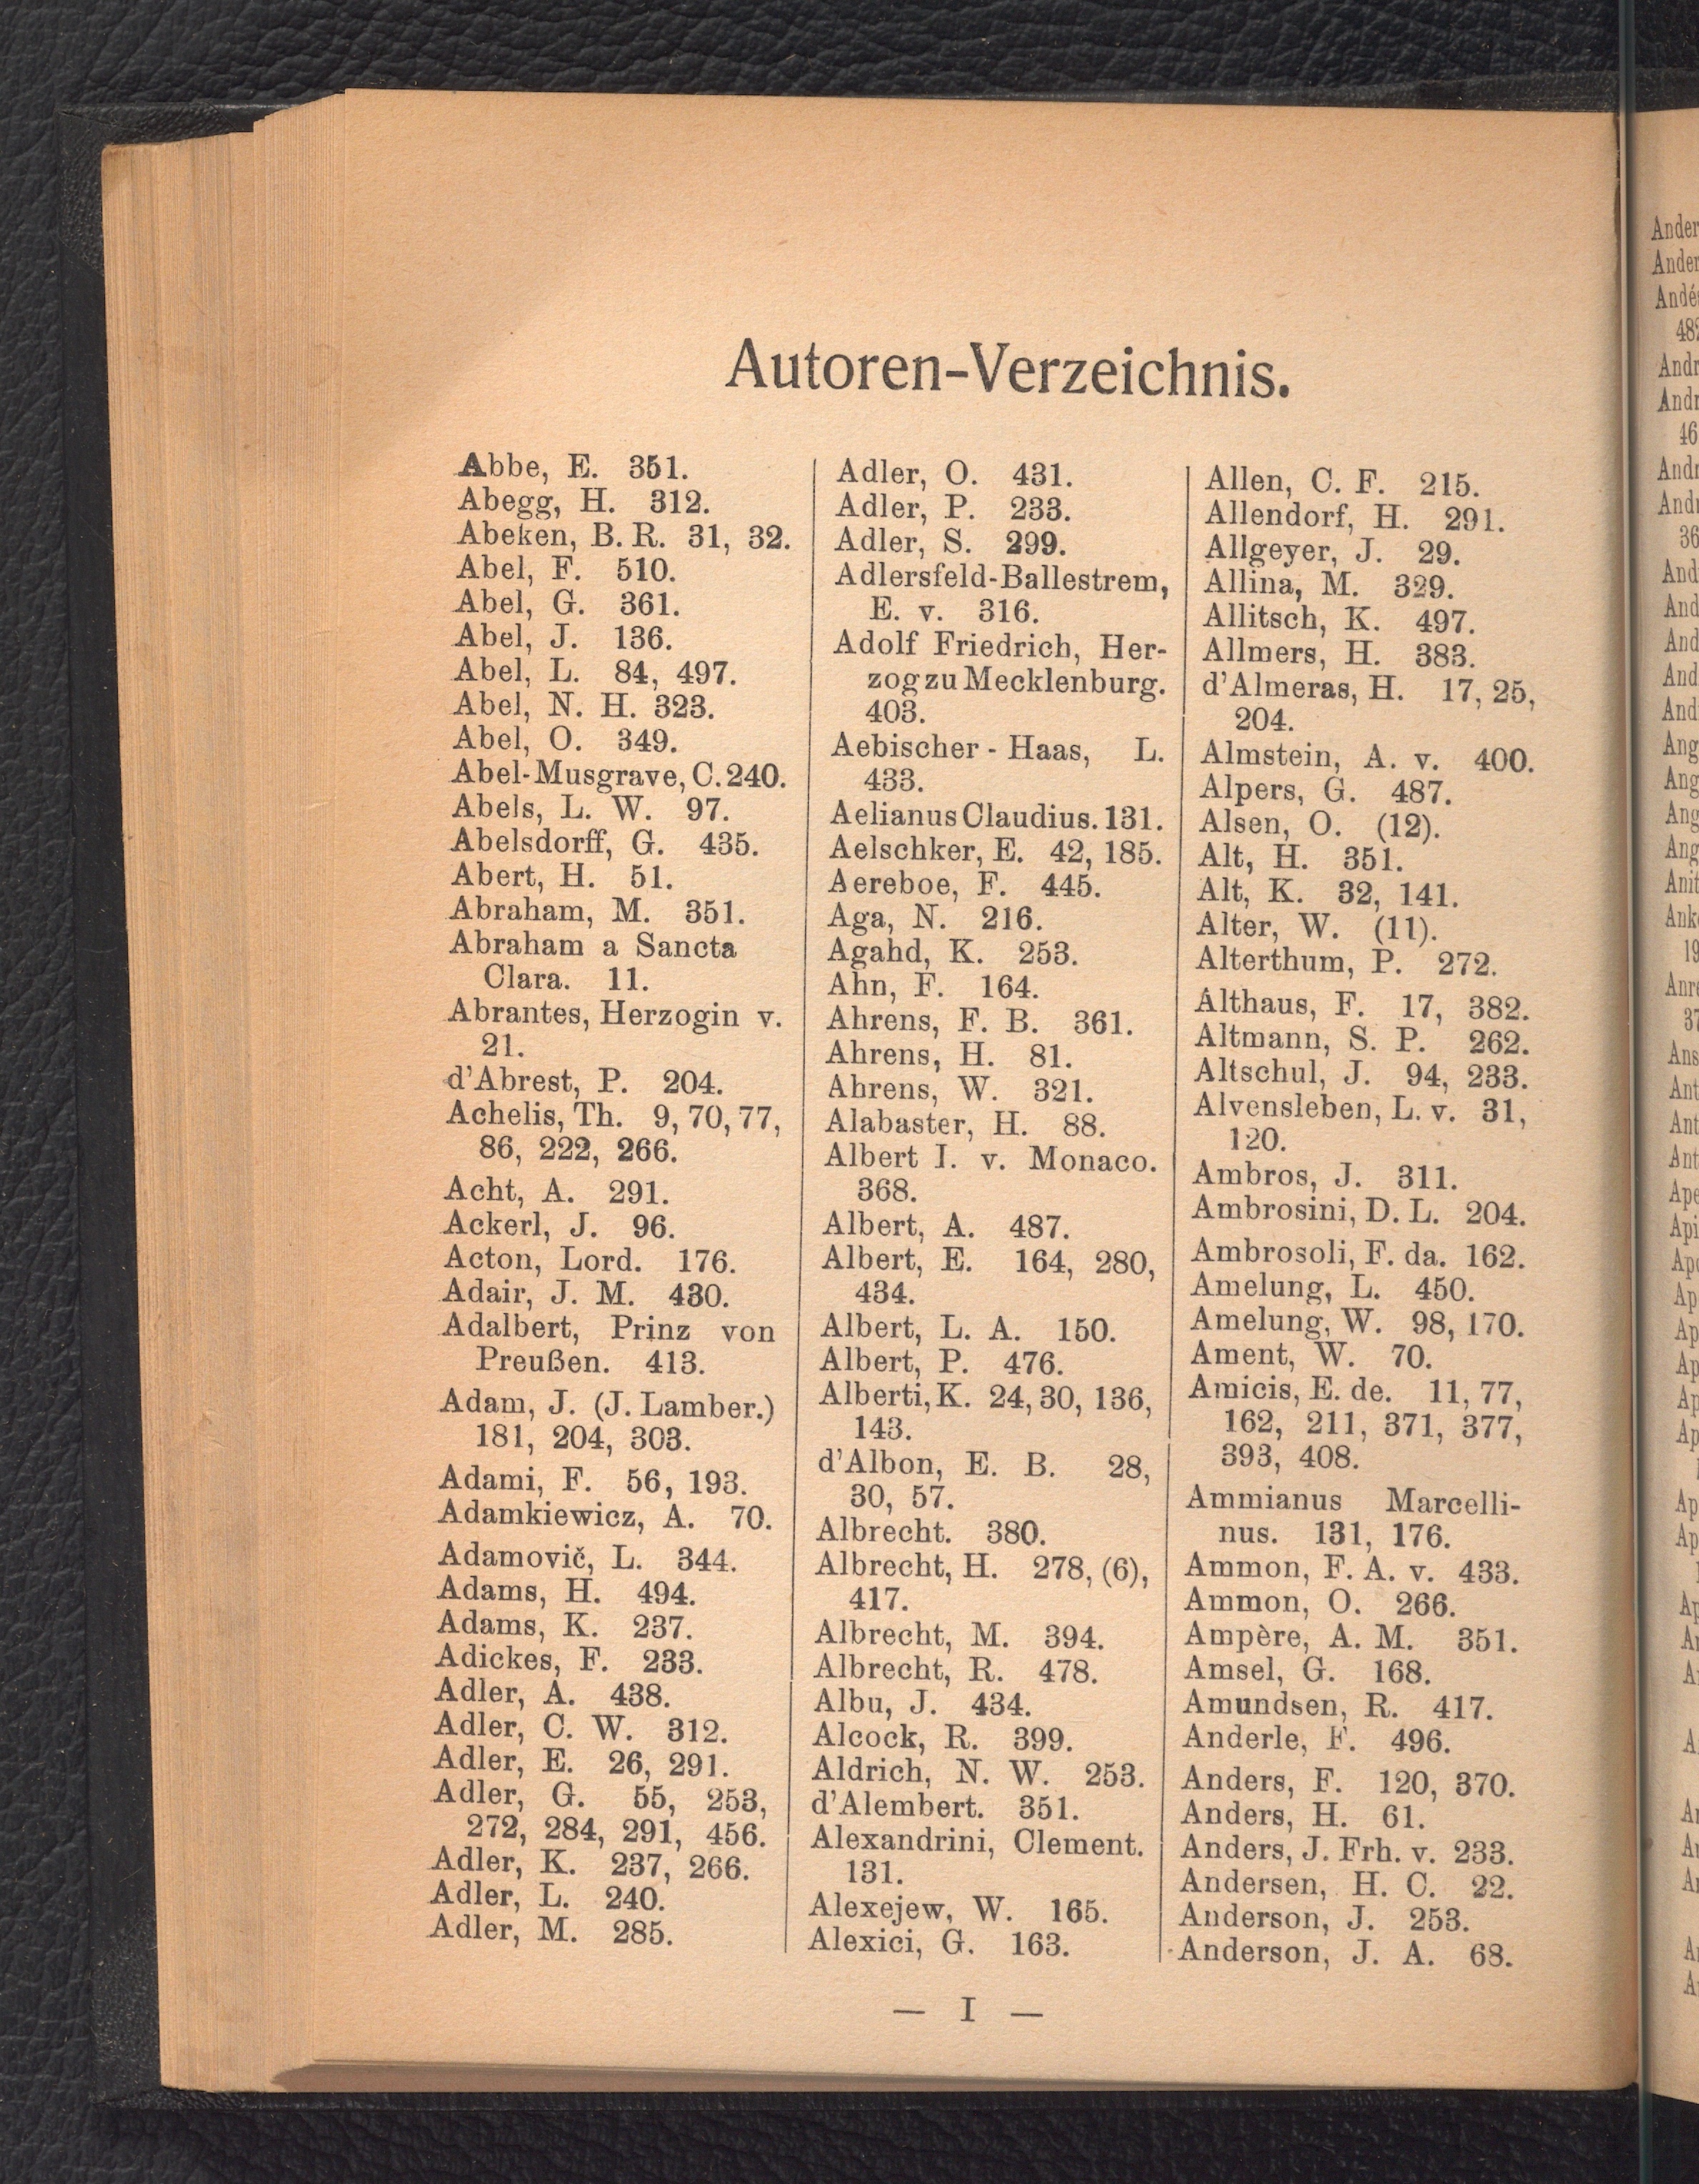 Autoren-Verzeichnis.
Abbe, E. 351.
Abegg, H. 312.
Abeken, B. R. 31, 32.
Abel, F. 510.
Abel, G. 361.
Abel, J. 136.
Abel, L. 84, 497.
Abel, N. H. 323.
Abel, O. 349.
Abel-Musgrave, C. 240.
Abels, L. W. 97.
Abelsdorff, G. 435.
Abert, H. 51.
Abraham, M. 351.
Abraham a Sancta
Clara. 11.
Abrantes, Herzogin v.
21.
d'Abrest, P. 204.
Achelis, Th. 9, 70, 77,
86, 222, 266.
Acht, A. 291.
Ackerl, J. 96.
Acton, Lord. 176.
Adair, J. M. 430.
Adalbert, Prinz von
Preußen. 413.
Adam, J. (J. Lamber.)
181, 204, 303.
Adami, F. 56, 193.
Adamkiewicz, A. 70.
Adamovič, L. 344.
Adams, H. 494.
Adams, K. 237.
Adickes, F. 233.
Adler, A. 438.
Adler, C. W. 312.
Adler, E. 26, 291.
Adler, G. 55, 253,
272, 284, 291, 456.
Adler, K. 237, 266.
Adler, L. 240.
Adler, M. 285.
Adler, O. 431.
Adler, P. 233.
Adler, S. 299.
Adlersfeld-Ballestrem,
E. v. 316.
Adolf Friedrich, Her-
zog zu Mecklenburg.
403.
Aebischer - Haas, L.
433.
Aelianus Claudius. 131.
Aelschker, E. 42, 185.
Aereboe, F. 445.
Aga, N. 216.
Agahd, K. 253.
Ahn, F. 164.
Ahrens, F. B. 361.
Ahrens, H. 81.
Ahrens, W. 321.
Alabaster, H. 88.
Albert I. v. Monaco.
368.
Albert, A. 487.
Albert, E. 164, 280,
434.
Albert, L. A. 150.
Albert, P. 476.
Alberti, K. 24, 30, 136,
143.
d'Albon, E. B. 28,
30, 57.
Albrecht. 380.
Albrecht, H. 278, (6),
417.
Albrecht, M. 394.
Albrecht, R. 478.
Albu, J. 434.
Alcock, R. 399.
Aldrich, N. W. 253.
d'Alembert. 351.
Alexandrini, Clement.
131.
Alexejew, W. 165.
Alexici, G. 163.
Allen, C. F. 215.
Allendorf, H. 291.
Allgeyer, J. 29.
Allina, M. 329.
Allitsch, K. 497.
Allmers, H. 383.
d'Almeras, H. 17, 25,
204.
Almstein, A. v. 400.
Alpers, G. 487.
Alsen, O. (12).
Alt, H. 351.
Alt, K. 32, 141.
Alter, W. (11).
Alterthum, P. 272.
Althaus, F. 17, 382.
Altmann, S. P. 262.
Altschul, J. 94, 233.
Alvensleben, L. v. 31,
120.
Ambros, J. 311.
Ambrosini, D. L. 204.
Ambrosoli, F. da. 162.
Amelung, L. 450.
Amelung, W. 98, 170.
Ament, W. 70.
Amicis, E. de. 11, 77,
162, 211, 371, 377,
393, 408.
Ammianus Marcelli-
nus. 131, 176.
Ammon, F. A. v. 433.
Ammon, O. 266.
Ampère, A. M. 351.
Amsel, G. 168.
Amundsen, R. 417.
Anderle, F. 496.
Anders, F. 120, 370.
Anders, H. 61.
Anders, J. Frh. v. 233.
Andersen, H. C. 22.
Anderson, J. 253.
Anderson, J. A. 68.
— I —